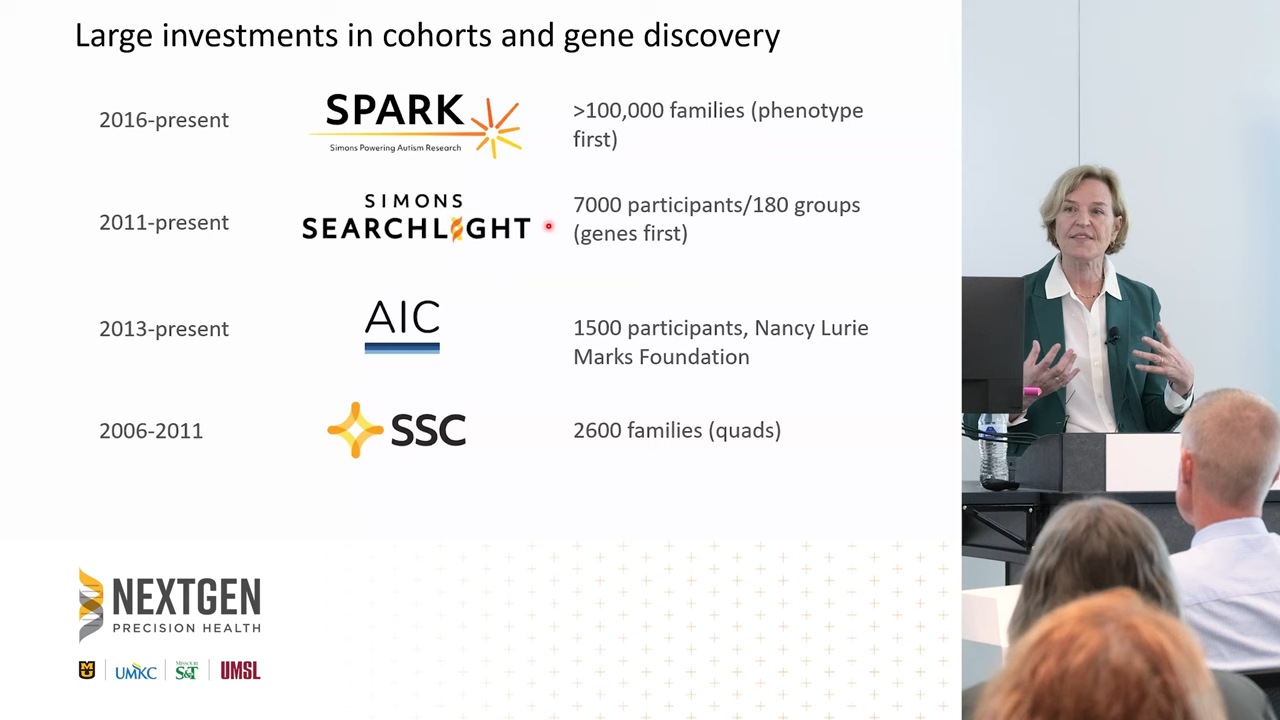 Large investments in cohorts and gene discovery
2016-present
SPARK
Simons Powering Autism Research
>100,000 families (phenotype
first)
2011-present
SIMONS
SEARCHLIGHT
7000 participants/180 groups
(genes first)
2013-present
AIC
1500 participants, Nancy Lurie
Marks Foundation
2006-2011
SSC
2600 families (quads)
NEXTGEN
PRECISION HEALTH
MU
UMKC
MISSOURI
S&T
UMSL